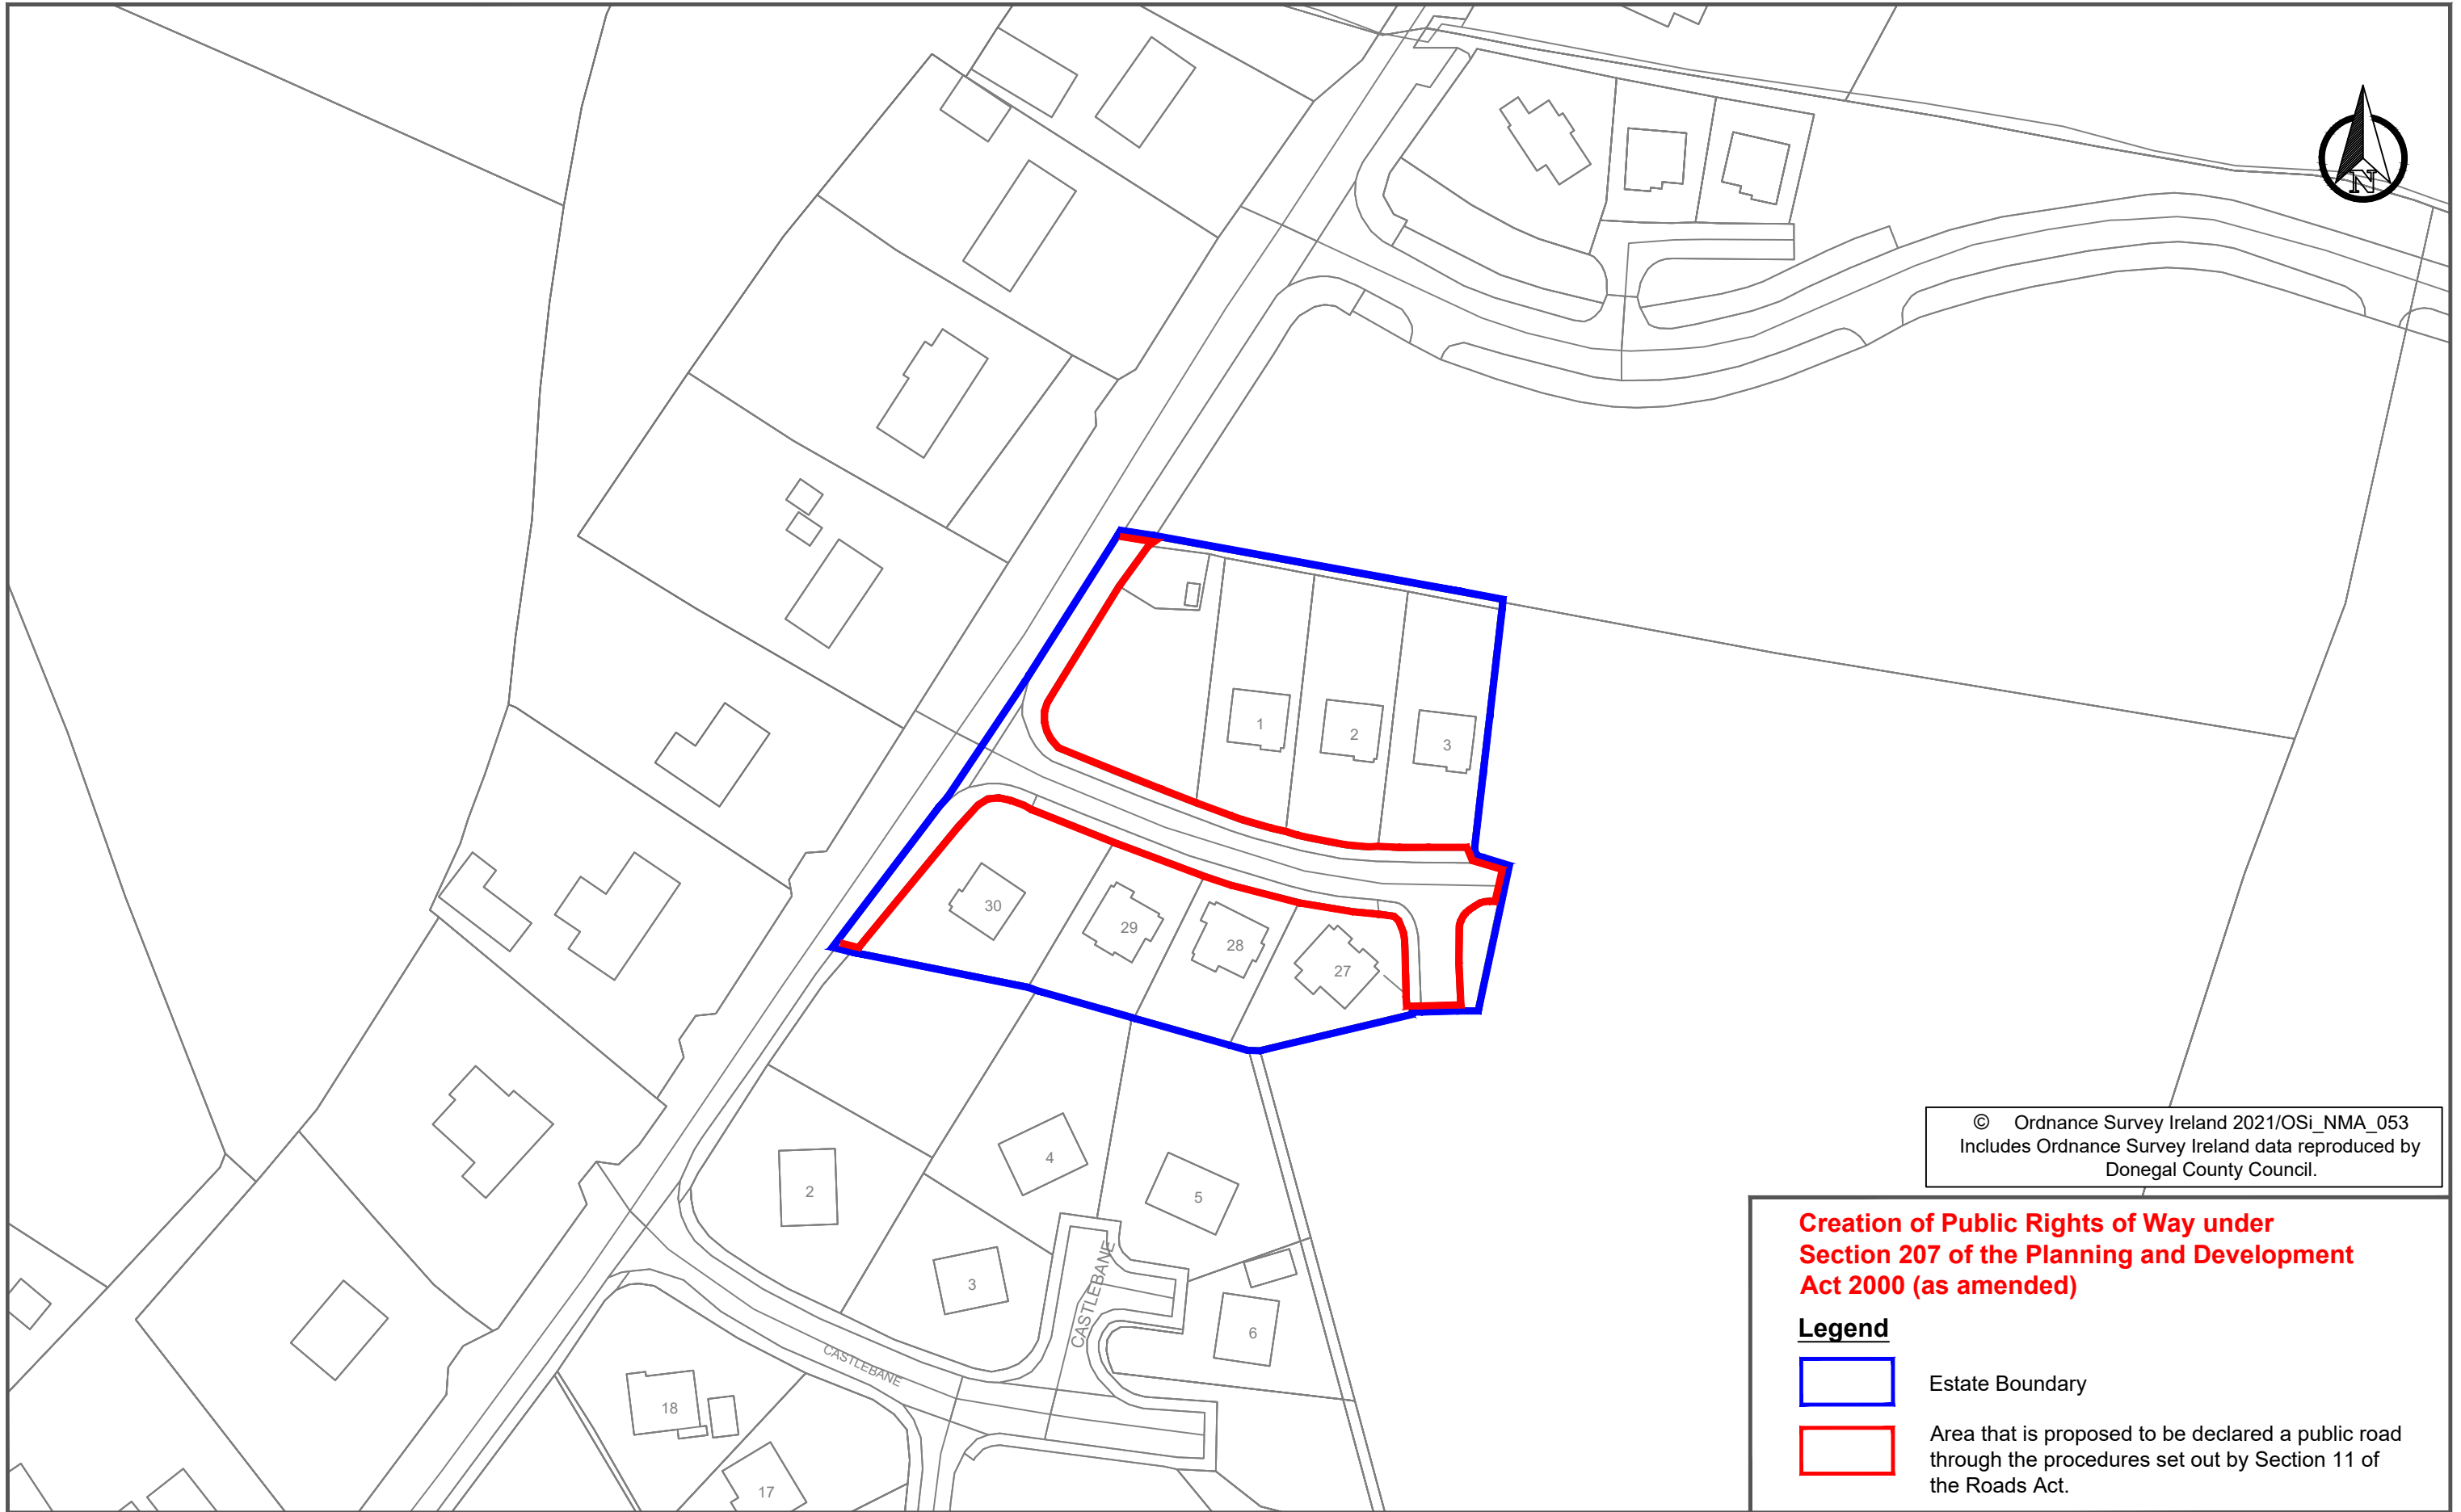 N
1
2
3
30
29
28
27
2
4
5
3
CASTLEBANE
6
CASTLEBANE
18
17
© Ordnance Survey Ireland 2021/OSi_NMA_053
Includes Ordnance Survey Ireland data reproduced by
Donegal County Council.
Creation of Public Rights of Way under
Section 207 of the Planning and Development
Act 2000 (as amended)
Legend
Estate Boundary
Area that is proposed to be declared a public road
through the procedures set out by Section 11 of
the Roads Act.